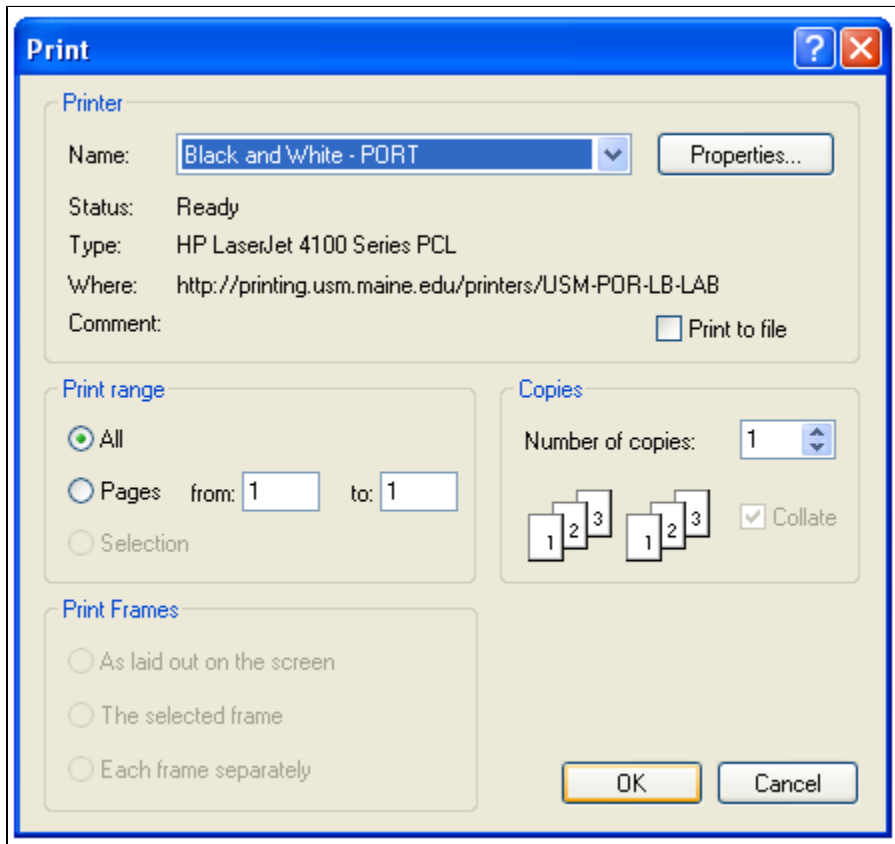 Print
Printer
Name: Black and White - PORT Properties...
Status: Ready
Type: HP LaserJet 4100 Series PCL
Where: http://printing.usm.maine.edu/printers/USM-POR-LB-LAB
Comment: Print to file
Print range
All
Pages from: 1 to: 1
Selection
Copies
Number of copies: 1
1 2 3 1 2 3 Collate
Print Frames
As laid out on the screen
The selected frame
Each frame separately
OK Cancel